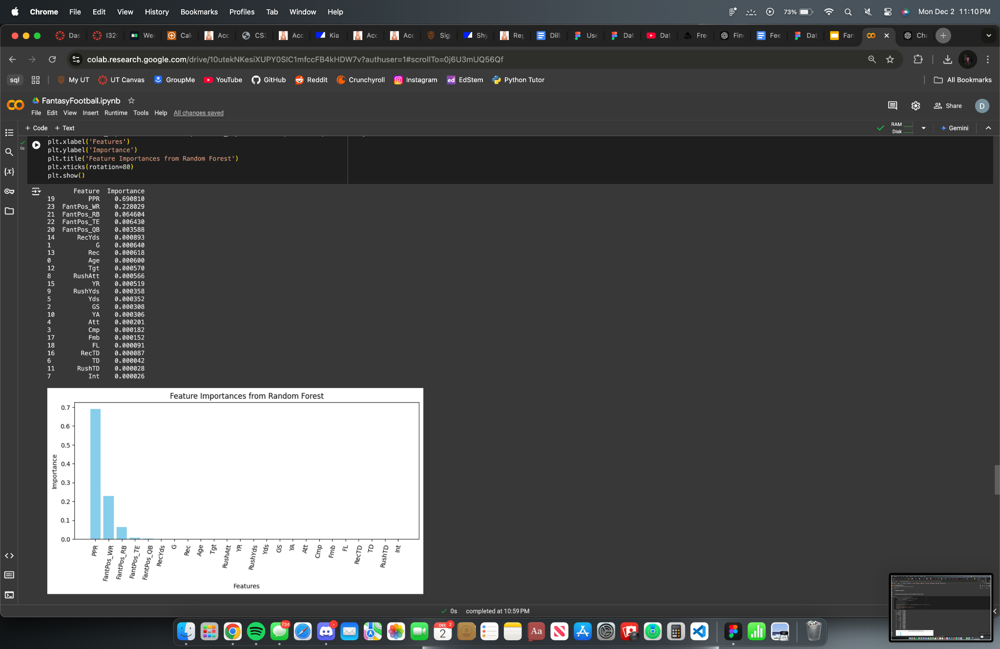 Chrome File Edit View History Bookmarks Profiles Tab Window Help 73% Mon Dec 2 11:10 PM
Das I32 We Cal Acc CS: Acc Kia Acc Acc Sig Shy Reg Dill Use Dat Dat Fre Fin Fee Dat Fan Cha
colab.research.google.com/drive/10utekNKesiXUPY0SIC1mfccFB4kHDW7v?authuser=1#scrollTo=0j6U3mUQ56Qf
sql My UT UT Canvas GroupMe YouTube GitHub Reddit Crunchyroll Instagram ed EdStem Python Tutor All Bookmarks
FantasyFootball.ipynb
File Edit View Insert Runtime Tools Help All changes saved Share D
+ Code + Text RAM Disk Gemini
0s
plt.xlabel('Features')
plt.ylabel('Importance')
plt.title('Feature Importances from Random Forest')
plt.xticks(rotation=80)
plt.show()
Feature Importance
19 PPR 0.690810
23 FantPos_WR 0.228029
21 FantPos_RB 0.064604
22 FantPos_TE 0.006430
20 FantPos_QB 0.003588
14 RecYds 0.000893
1 G 0.000640
13 Rec 0.000618
0 Age 0.000600
12 Tgt 0.000570
8 RushAtt 0.000566
15 YR 0.000519
9 RushYds 0.000358
5 Yds 0.000352
2 GS 0.000308
10 YA 0.000306
4 Att 0.000201
3 Cmp 0.000182
17 Fmb 0.000152
18 FL 0.000091
16 RecTD 0.000087
6 TD 0.000042
11 RushTD 0.000028
7 Int 0.000026
Feature Importances from Random Forest
0.7
0.6
0.5
0.4
0.3
0.2
0.1
0.0
Importance
PPR FantPos_WR FantPos_RB FantPos_TE FantPos_QB RecYds G Rec Age Tgt RushAtt YR RushYds Yds GS YA Att Cmp Fmb FL RecTD TD RushTD Int
Features
0s completed at 10:59 PM
734
DEC 2
2
Aa